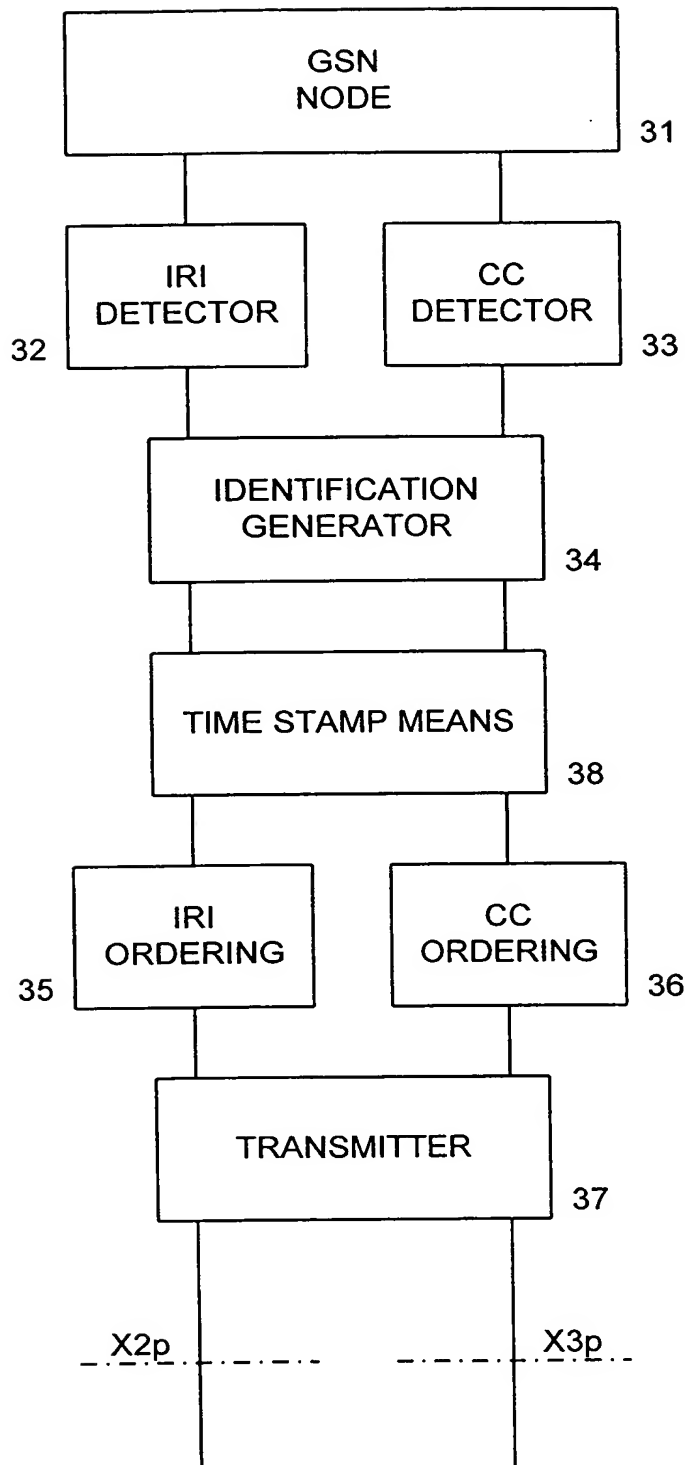 GSN
NODE
31
IRI
DETECTOR
32
CC
DETECTOR
33
IDENTIFICATION
GENERATOR
34
TIME STAMP MEANS
38
IRI
ORDERING
35
CC
ORDERING
36
TRANSMITTER
37
X2p
X3p